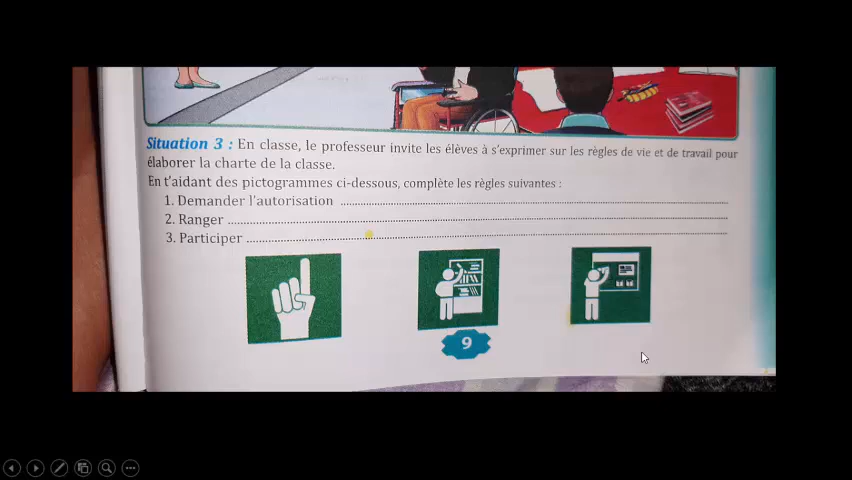 Situation 3 : En classe, le professeur invite les élèves à s'exprimer sur les règles de vie et de travail pour
élaborer la charte de la classe.
En t'aidant des pictogrammes ci-dessous, complète les règles suivantes :
1. Demander l'autorisation
2. Ranger
3. Participer
9